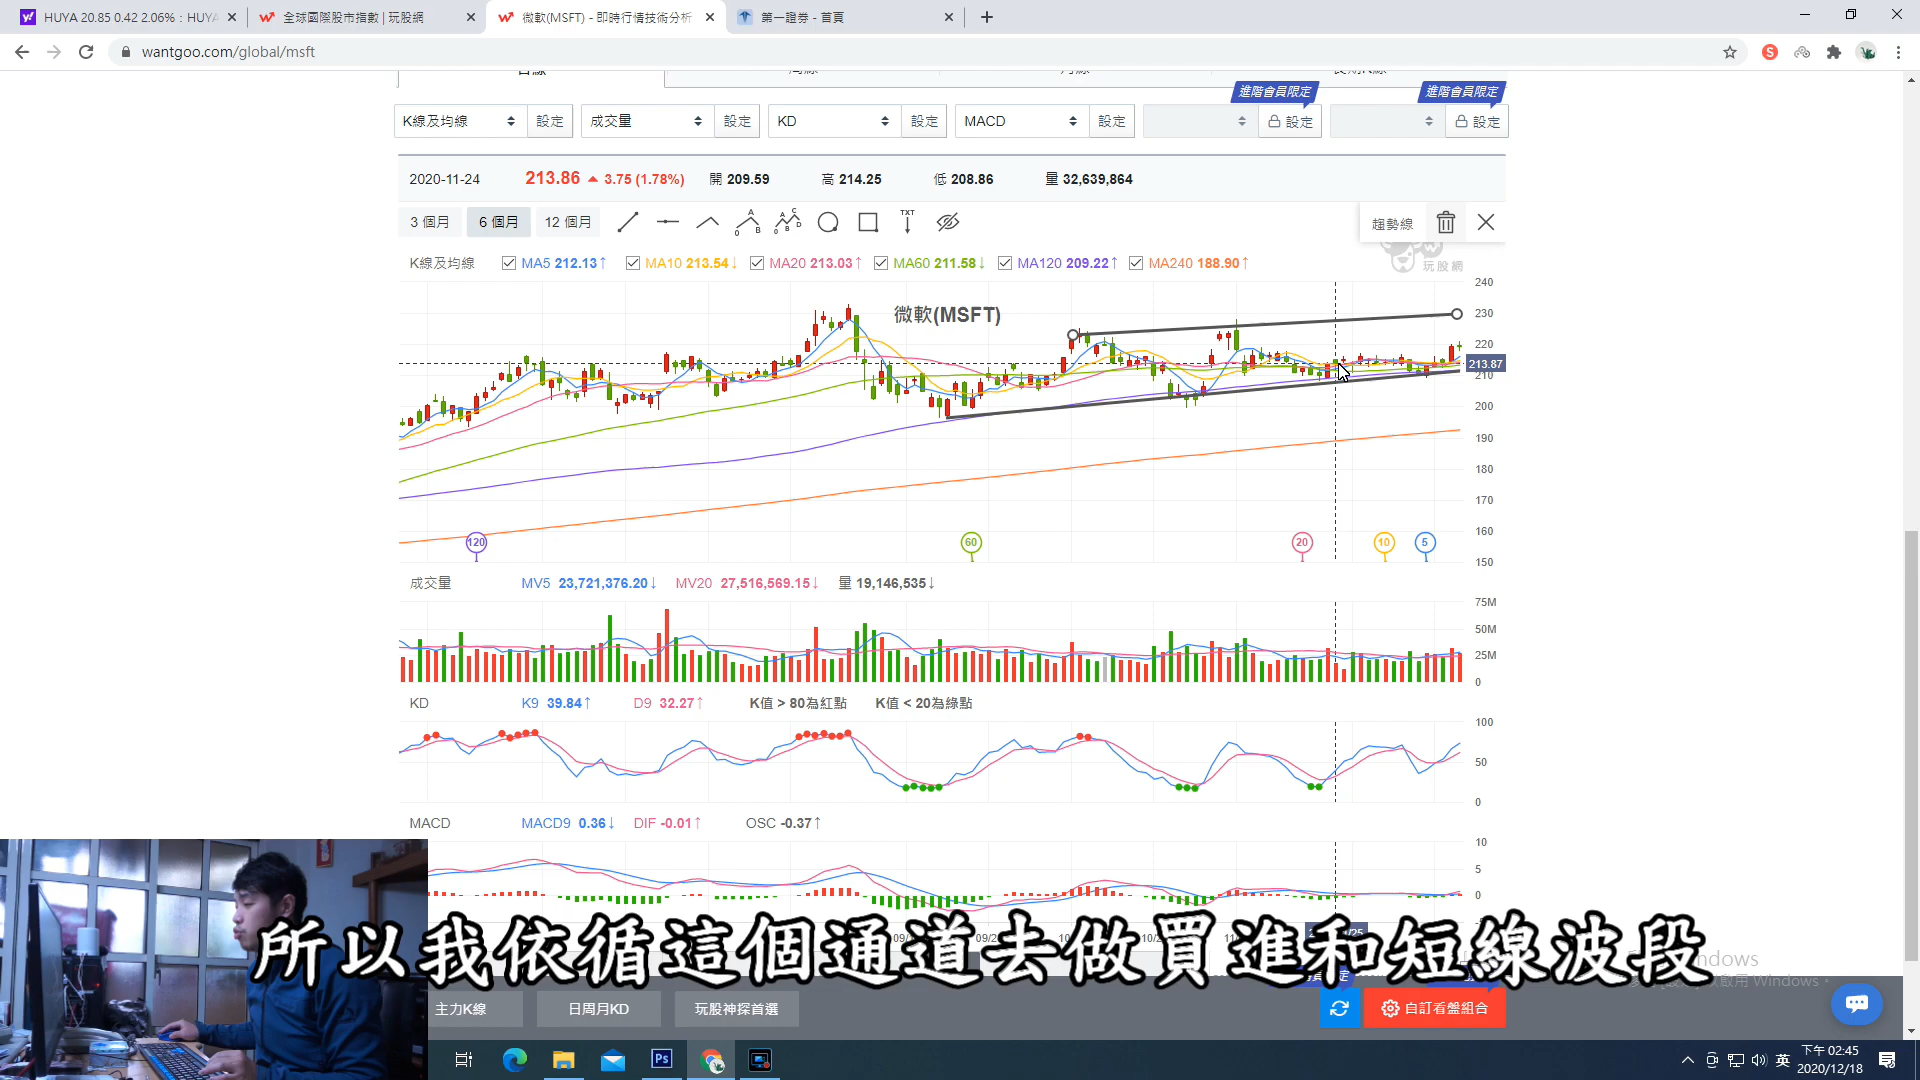 HUYA 20.85 0.42 2.06% : HUYA
全球國際股市指數 | 玩股網
微軟(MSFT) - 即時行情技術分析
第一證券 - 首頁
wantgoo.com/global/msft
進階會員限定
進階會員限定
K線及均線 設定 成交量 設定 KD 設定 MACD 設定 設定 設定
2020-11-24 213.86 ▲ 3.75 (1.78%) 開 209.59 高 214.25 低 208.86 量 32,639,864
3 個月 6 個月 12 個月 TXT 趨勢線
K線及均線 MA5 212.13↑ MA10 213.54↓ MA20 213.03↑ MA60 211.58↓ MA120 209.22↑ MA240 188.90↑
玩股網
微軟(MSFT)
240
230
220
213.87
210
200
190
180
170
160
150
120 60 20 10 5
成交量 MV5 23,721,376.20↓ MV20 27,516,569.15↓ 量 19,146,535↓
75M
50M
25M
0
KD K9 39.84↑ D9 32.27↑ K值 > 80為紅點 K值 < 20為綠點
100
50
0
MACD MACD9 0.36↓ DIF -0.01↑ OSC -0.37↑
10
5
0
所以我依循這個通道去做買進和短線波段
主力K線 日周月KD 玩股神探首選 自訂看盤組合
Ps
英
下午 02:45
2020/12/18